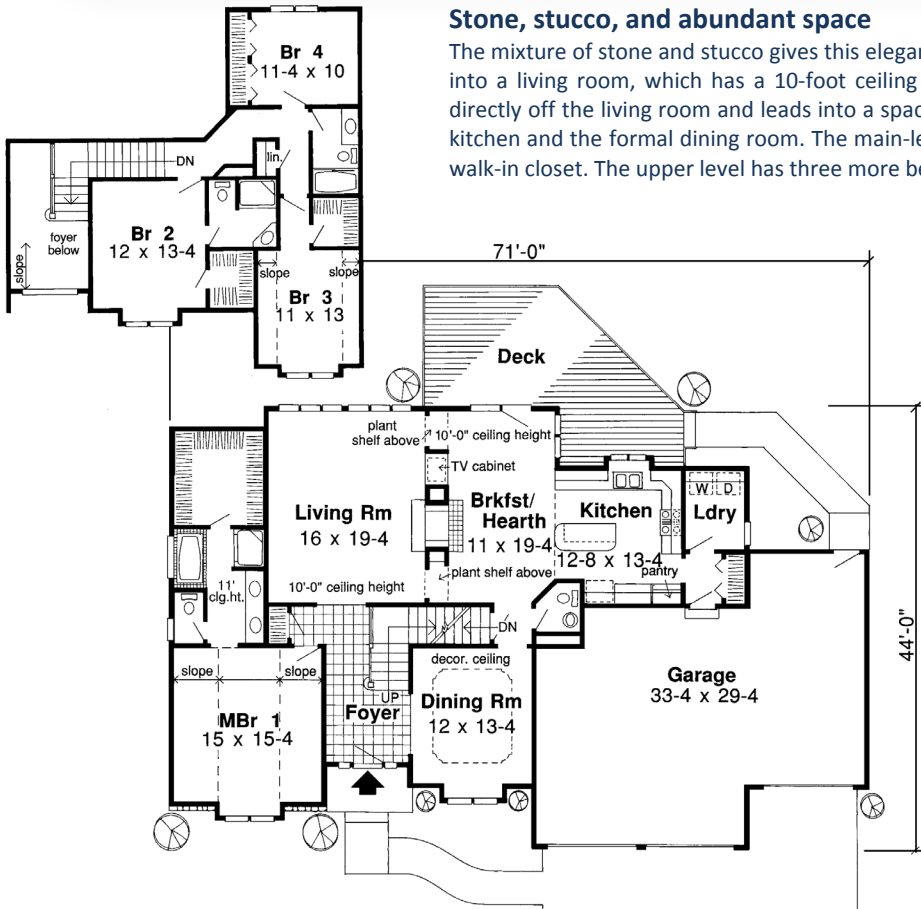 Stone, stucco, and abundant space
The mixture of stone and stucco gives this elegan
into a living room, which has a 10-foot ceiling
directly off the living room and leads into a spac
kitchen and the formal dining room. The main-le
walk-in closet. The upper level has three more be
Br 4
11-4 x 10
lin.
DN
Br 2
12 x 13-4
foyer
below
slope
slope
slope
Br 3
11 x 13
71'-0"
Deck
plant
shelf above
10'-0" ceiling height
TV cabinet
Living Rm
16 x 19-4
Brkfst/
Hearth
11 x 19-4
Kitchen
12-8 x 13-4
W D
Ldry
pantry
plant shelf above
10'-0" ceiling height
11'
clg.ht.
DN
decor. ceiling
slope
slope
UP
MBr 1
15 x 15-4
Foyer
Dining Rm
12 x 13-4
Garage
33-4 x 29-4
44'-0"